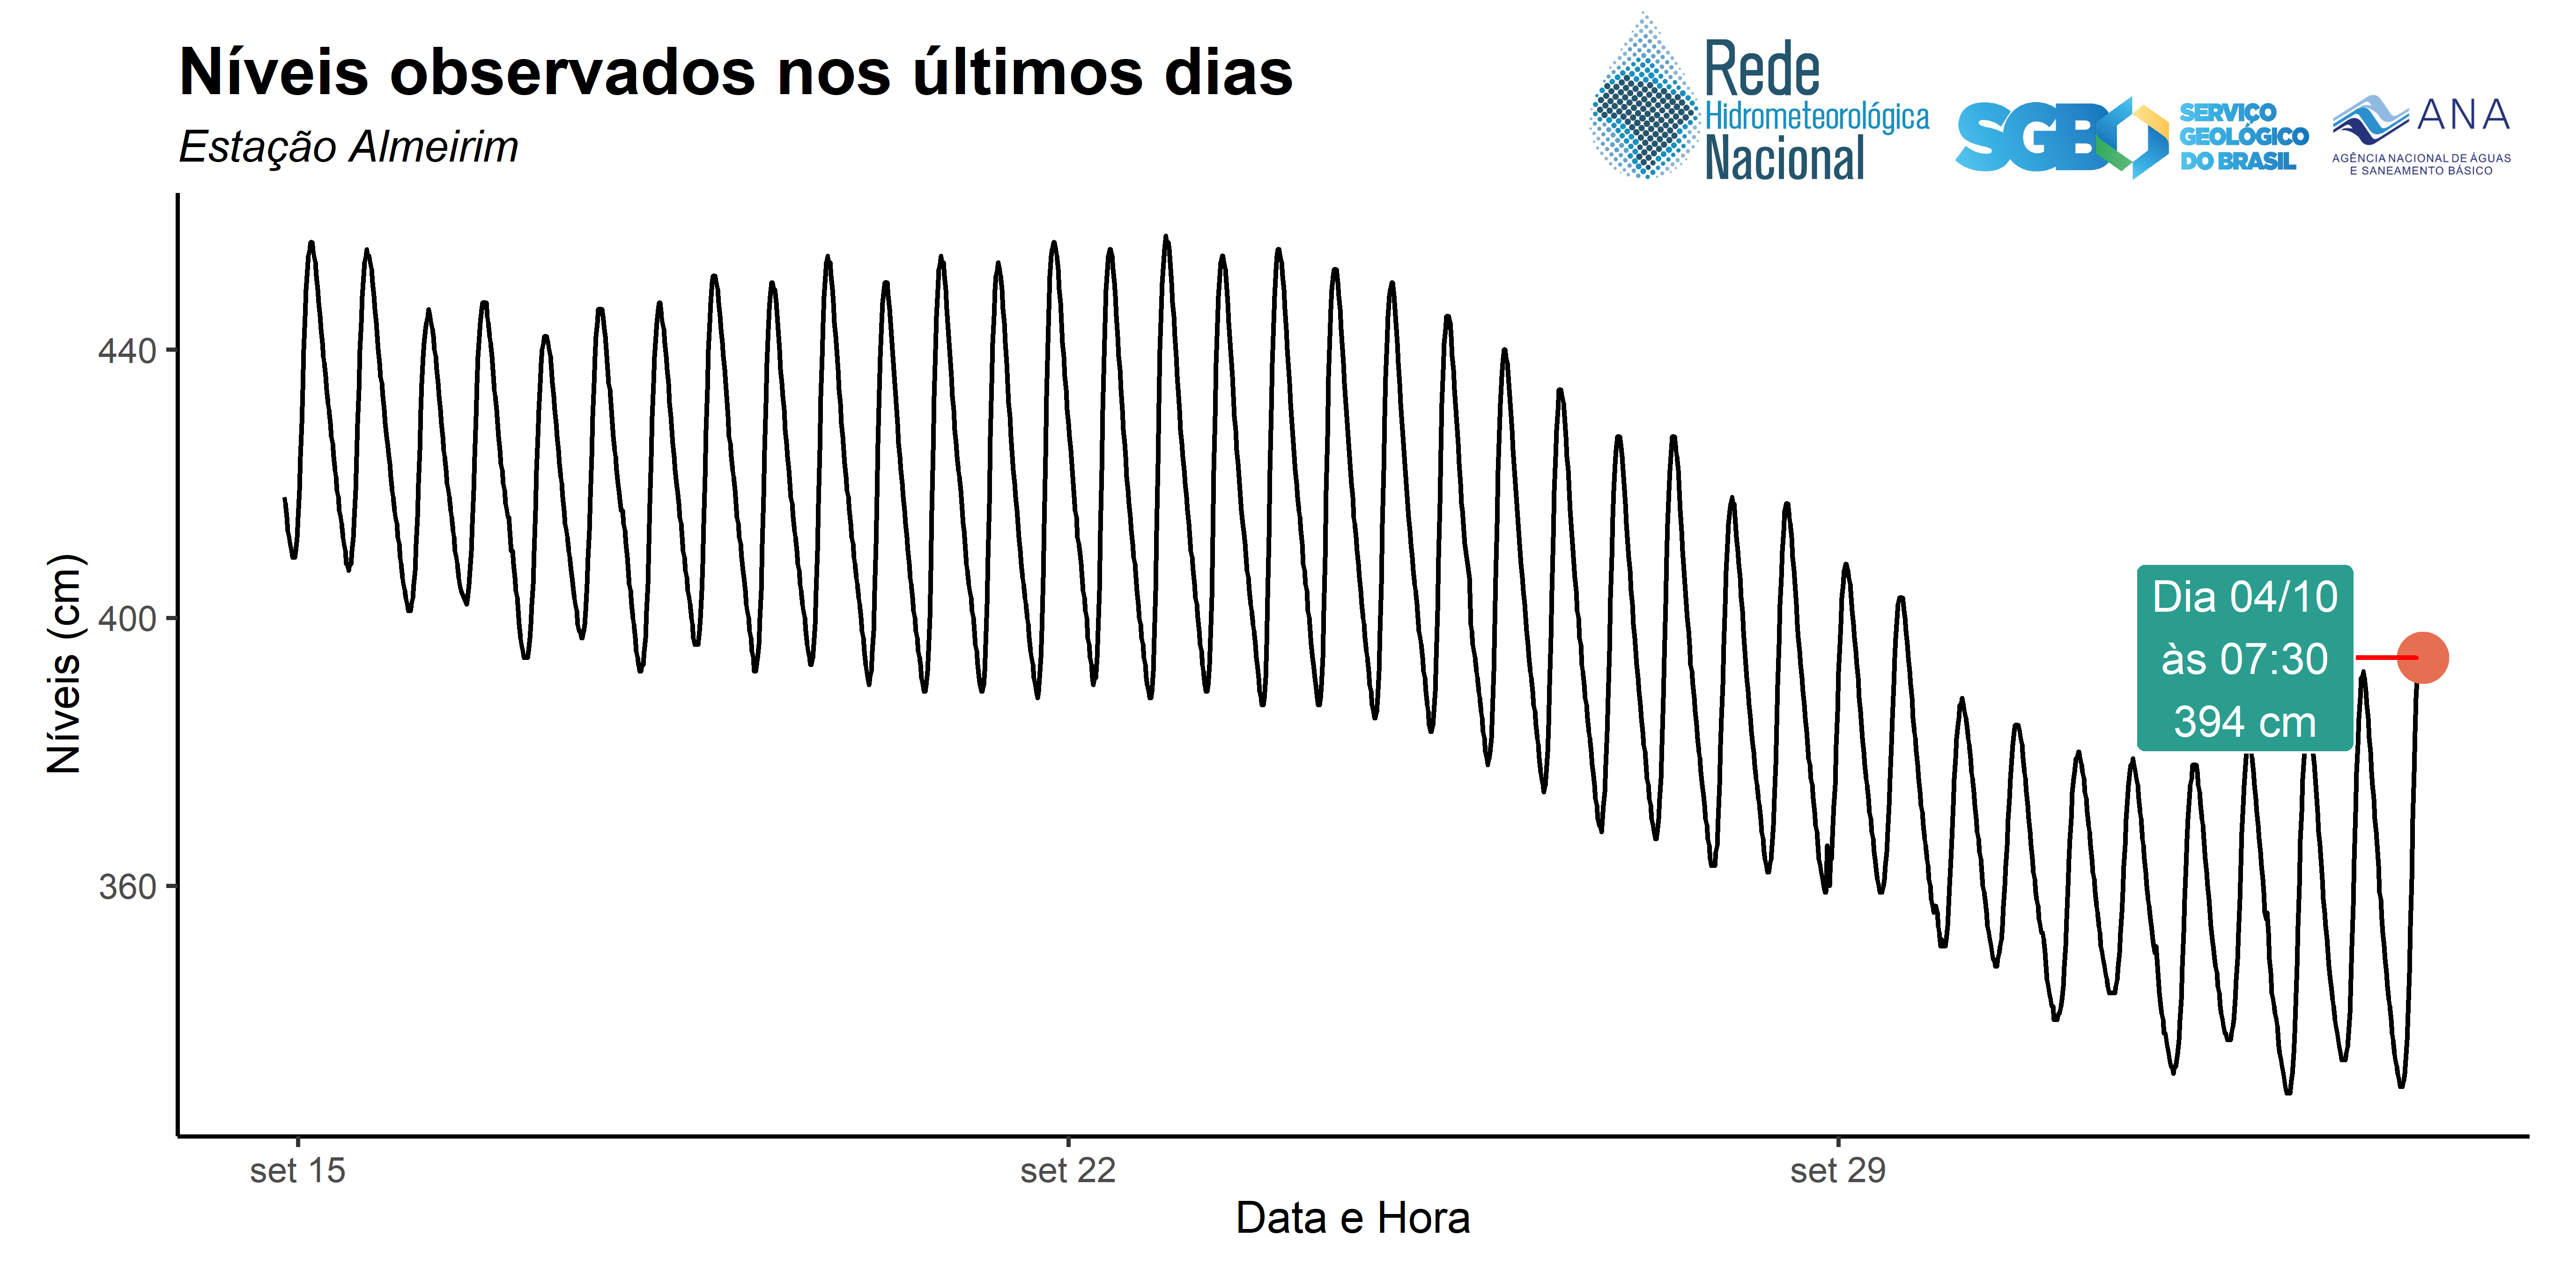 Níveis observados nos últimos dias
Estação Almeirim
Rede
Hidrometeorológica
Nacional
SGB
SERVIÇO
GEOLÓGICO
DO BRASIL
ANA
AGÊNCIA NACIONAL DE ÁGUAS
E SANEAMENTO BÁSICO
Níveis (cm)
440
400
360
Dia 04/10
às 07:30
394 cm
set 15
set 22
set 29
Data e Hora